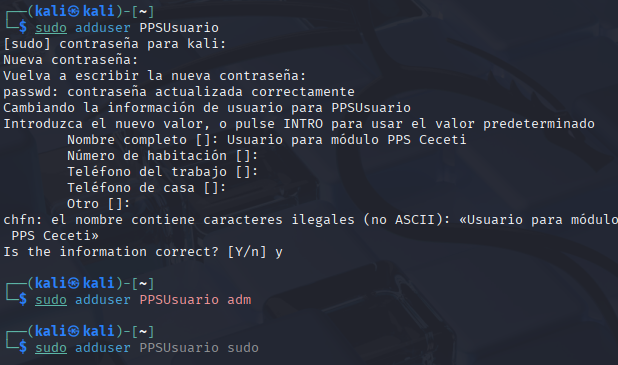 ┌──(kali㉿kali)-[~]
└─$ sudo adduser PPSUsuario
[sudo] contraseña para kali:
Nueva contraseña:
Vuelva a escribir la nueva contraseña:
passwd: contraseña actualizada correctamente
Cambiando la información de usuario para PPSUsuario
Introduzca el nuevo valor, o pulse INTRO para usar el valor predeterminado
        Nombre completo []: Usuario para módulo PPS Ceceti
        Número de habitación []:
        Teléfono del trabajo []:
        Teléfono de casa []:
        Otro []:
chfn: el nombre contiene caracteres ilegales (no ASCII): «Usuario para módulo
 PPS Ceceti»
Is the information correct? [Y/n] y
┌──(kali㉿kali)-[~]
└─$ sudo adduser PPSUsuario adm
┌──(kali㉿kali)-[~]
└─$ sudo adduser PPSUsuario sudo